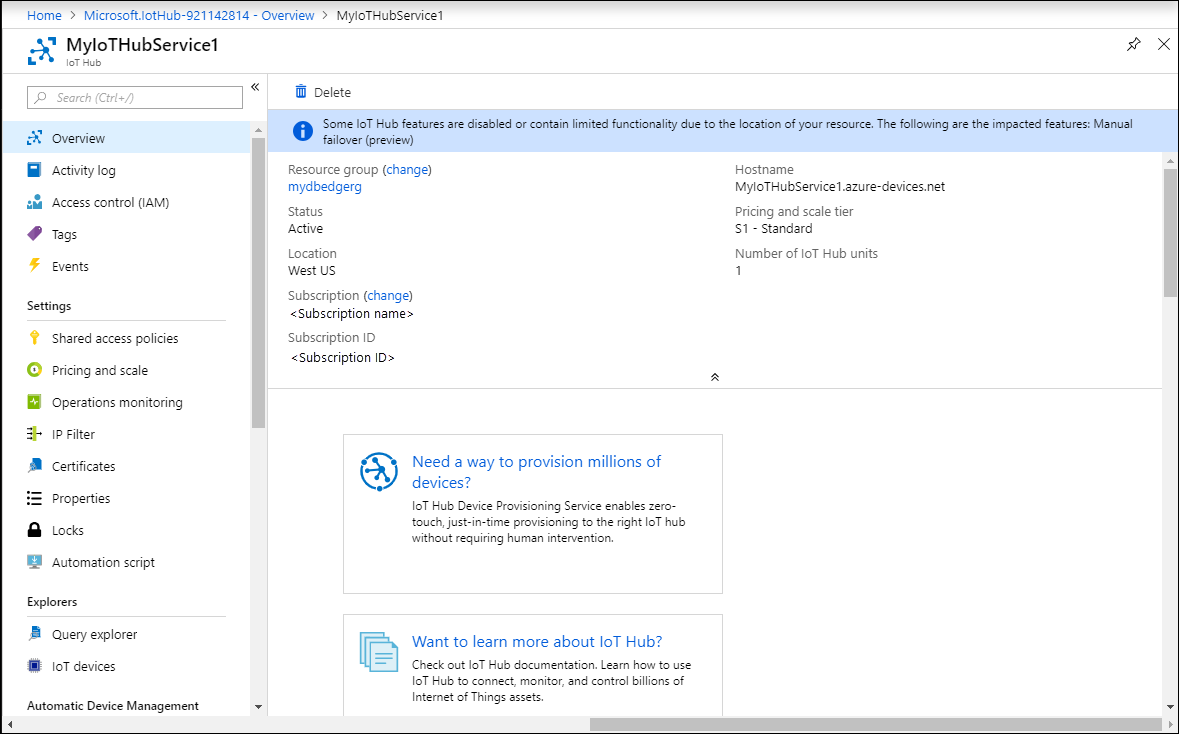 Home > Microsoft.IotHub-921142814 - Overview > MyIoTHubService1
MyIoTHubService1
IoT Hub
Search (Ctrl+/)
Overview
Activity log
Access control (IAM)
Tags
Events
Settings
Shared access policies
Pricing and scale
Operations monitoring
IP Filter
Certificates
Properties
Locks
Automation script
Explorers
Query explorer
IoT devices
Automatic Device Management
Delete
Some IoT Hub features are disabled or contain limited functionality due to the location of your resource. The following are the impacted features: Manual
failover (preview)
Resource group (change)
mydbedgerg
Status
Active
Location
West US
Subscription (change)
<Subscription name>
Subscription ID
<Subscription ID>
Hostname
MyIoTHubService1.azure-devices.net
Pricing and scale tier
S1 - Standard
Number of IoT Hub units
1
Need a way to provision millions of
devices?
IoT Hub Device Provisioning Service enables zero-
touch, just-in-time provisioning to the right IoT hub
without requiring human intervention.
Want to learn more about IoT Hub?
Check out IoT Hub documentation. Learn how to use
IoT Hub to connect, monitor, and control billions of
Internet of Things assets.